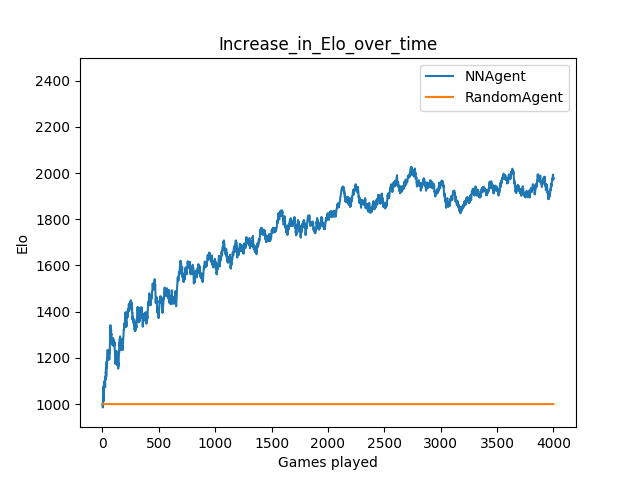 Increase_in_Elo_over_time
NNAgent
RandomAgent
2400
2200
2000
1800
1600
1400
1200
1000
Elo
0 500 1000 1500 2000 2500 3000 3500 4000
Games played